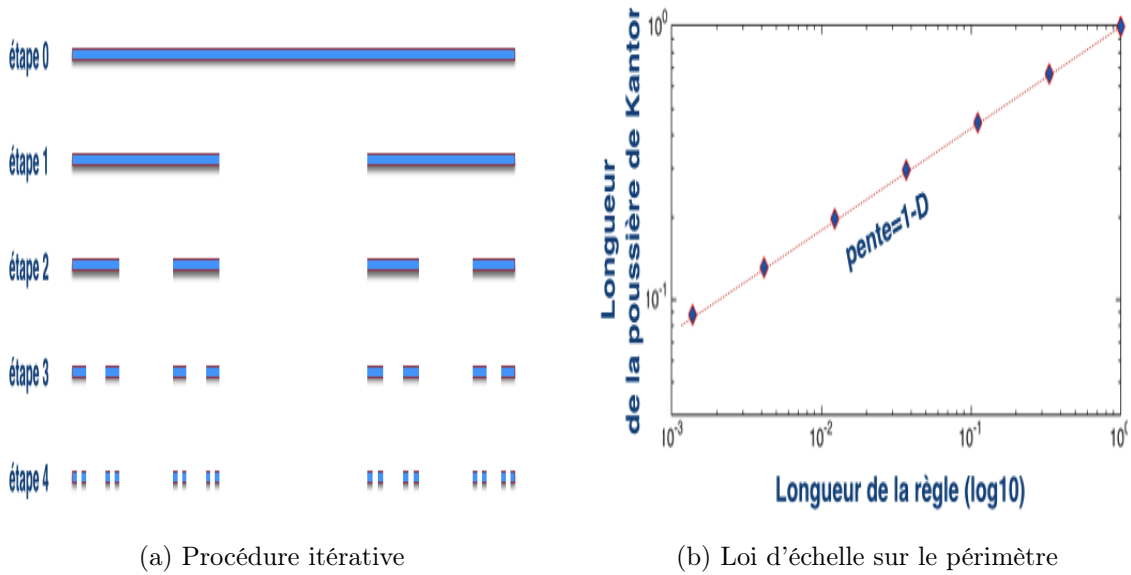 étape 0
étape 1
étape 2
étape 3
étape 4
(a) Procédure itérative
Longueur
de la poussière de Kantor
10^0
10^-1
pente=1-D
10^-3
10^-2
10^-1
10^0
Longueur de la règle (log10)
(b) Loi d'échelle sur le périmètre